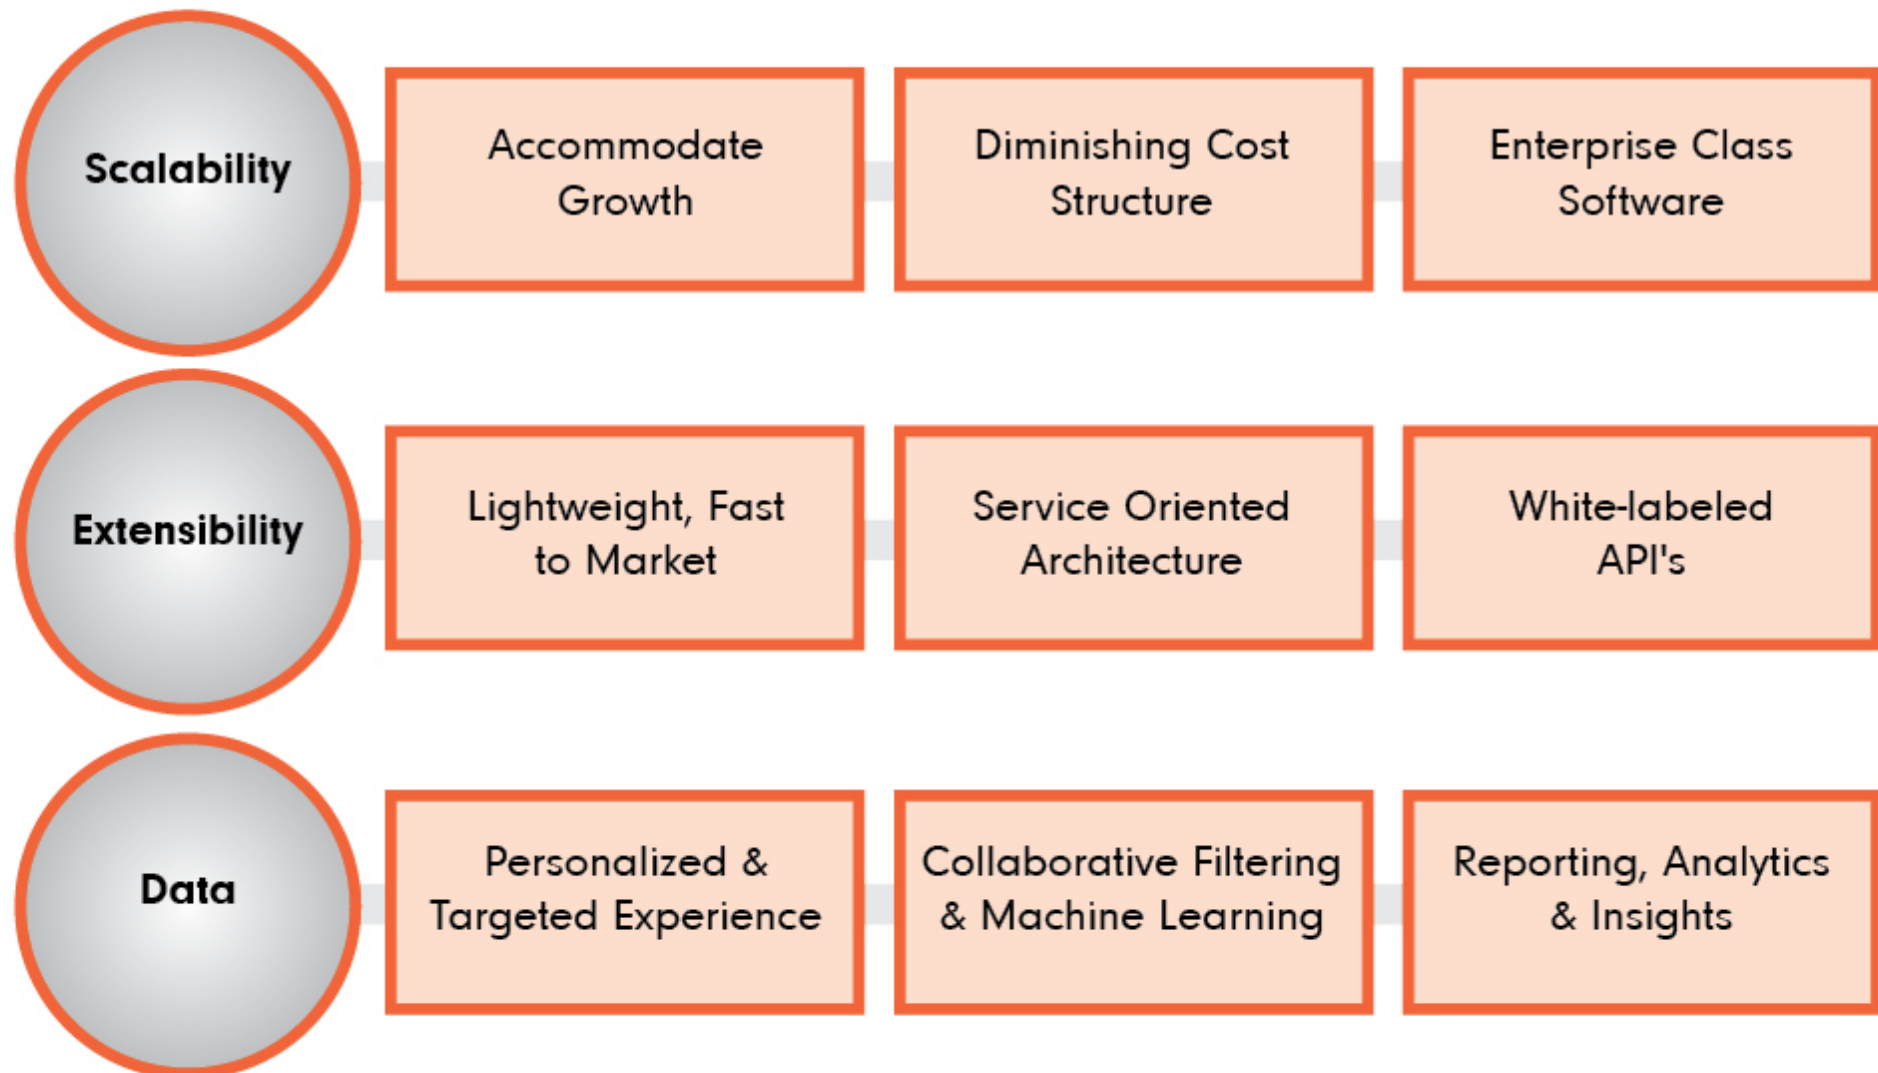 Scalability
Accommodate
Growth
Diminishing Cost
Structure
Enterprise Class
Software
Extensibility
Lightweight, Fast
to Market
Service Oriented
Architecture
White-labeled
API's
Data
Personalized &
Targeted Experience
Collaborative Filtering
& Machine Learning
Reporting, Analytics
& Insights